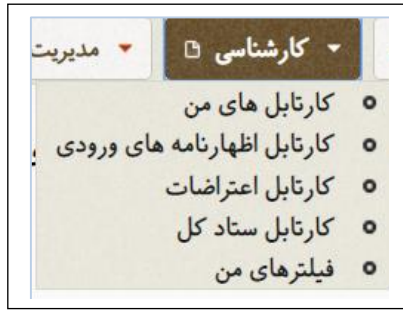 کارشناسی مدیریت
کارتابل های من
کارتابل اظهارنامه های ورودی
کارتابل اعتراضات
کارتابل ستاد کل
فیلترهای من